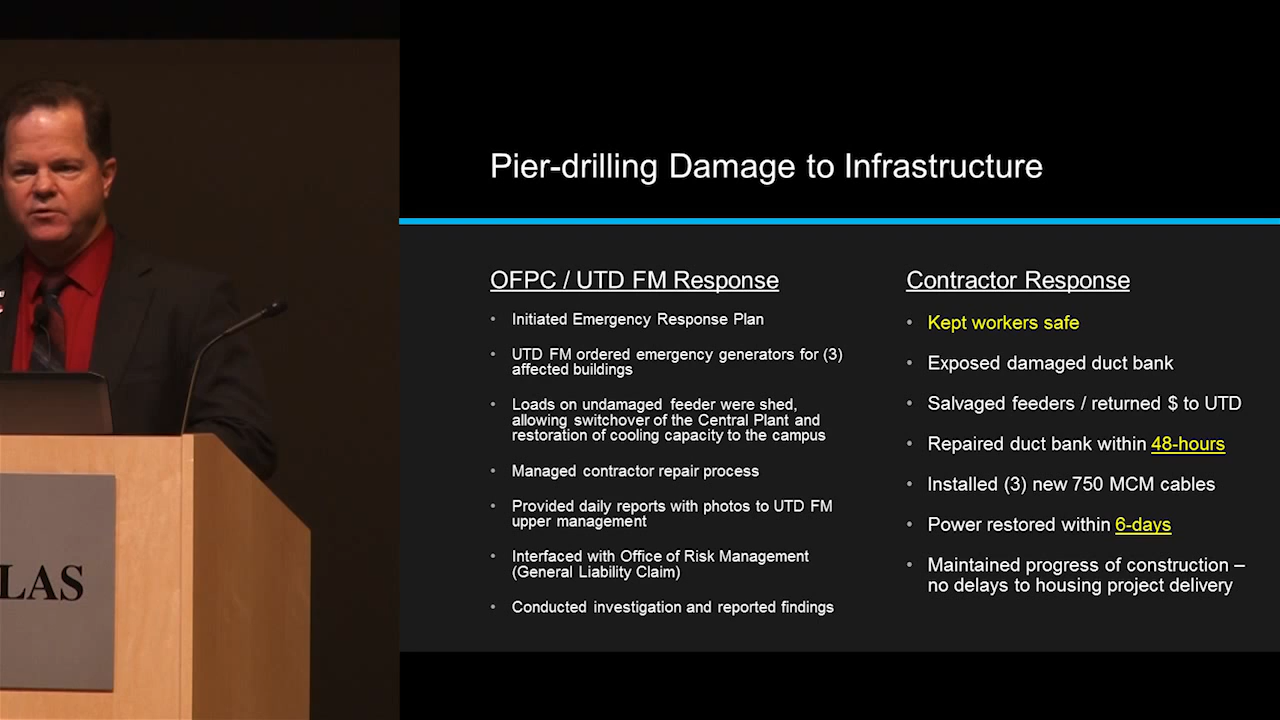 Pier-drilling Damage to Infrastructure
OFPC / UTD FM Response
• Initiated Emergency Response Plan
• UTD FM ordered emergency generators for (3)
affected buildings
• Loads on undamaged feeder were shed,
allowing switchover of the Central Plant and
restoration of cooling capacity to the campus
• Managed contractor repair process
• Provided daily reports with photos to UTD FM
upper management
• Interfaced with Office of Risk Management
(General Liability Claim)
• Conducted investigation and reported findings
Contractor Response
• Kept workers safe
• Exposed damaged duct bank
• Salvaged feeders / returned $ to UTD
• Repaired duct bank within 48-hours
• Installed (3) new 750 MCM cables
• Power restored within 6-days
• Maintained progress of construction –
no delays to housing project delivery
LAS